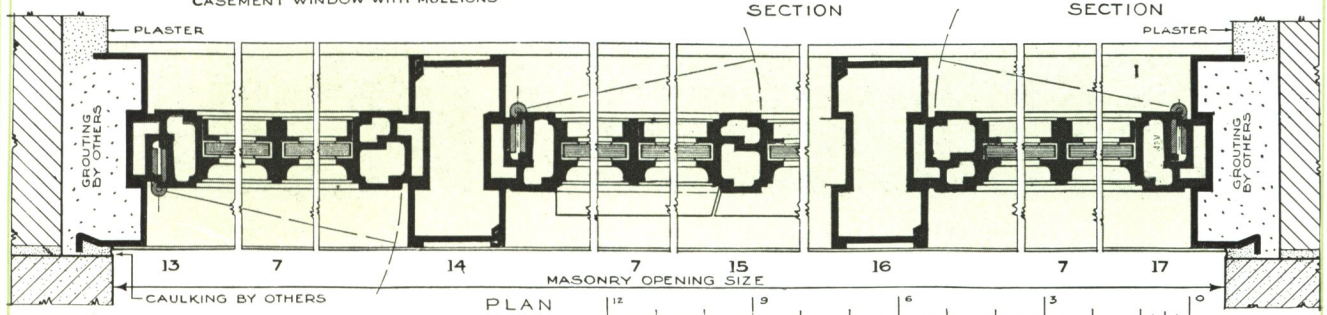 CASEMENT WINDOW WITH MULLIONS
SECTION
SECTION
PLASTER
PLASTER
GROUTING
BY OTHERS
GROUTING
BY OTHERS
13 7 14 7 15 16 7 17
MASONRY OPENING SIZE
CAULKING BY OTHERS
PLAN
12 9 6 3 0